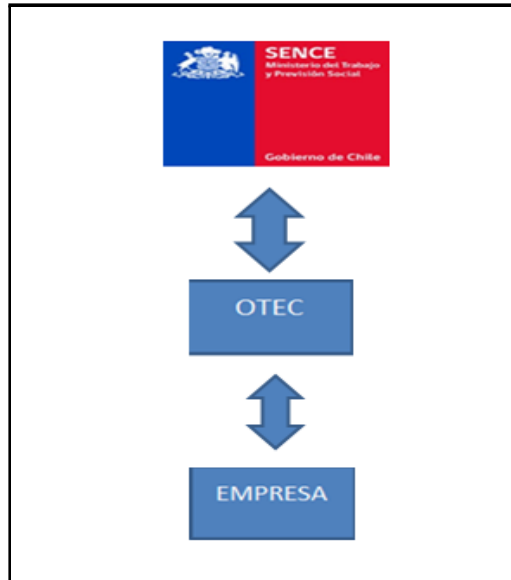 SENCE
Ministerio del Trabajo
y Previsión Social
Gobierno de Chile
OTEC
EMPRESA